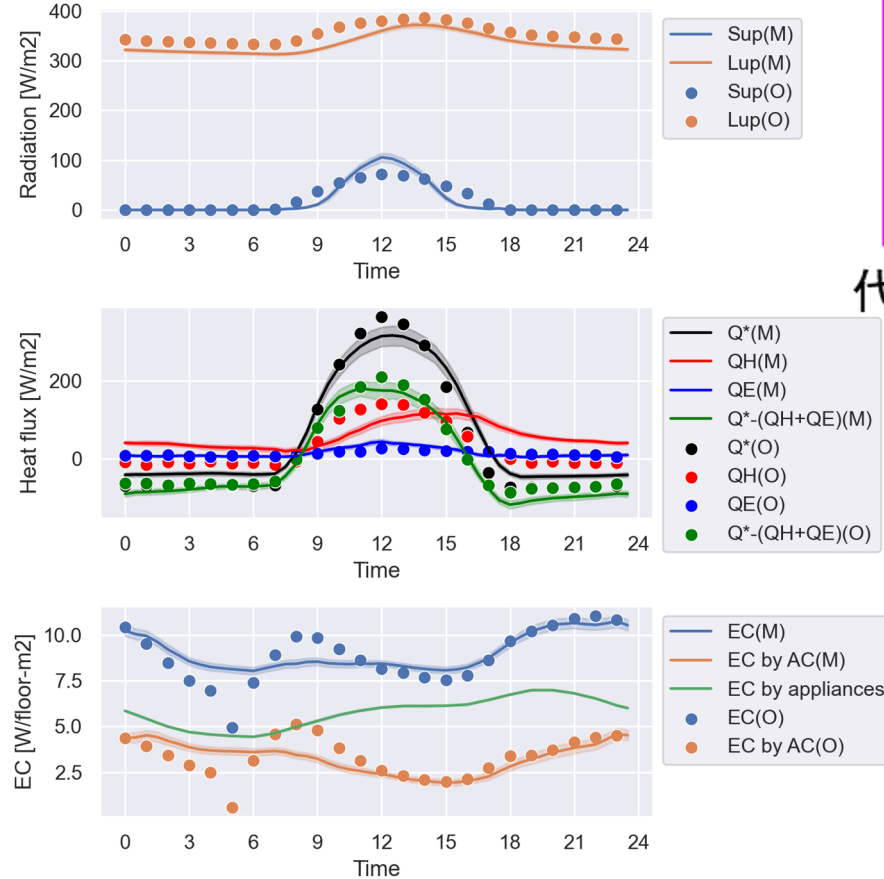 400
300
200
100
0
Radiation [W/m2]
0 3 6 9 12 15 18 21 24
Time
Sup(M)
Lup(M)
Sup(O)
Lup(O)
代
200
0
Heat flux [W/m2]
0 3 6 9 12 15 18 21 24
Time
Q*(M)
QH(M)
QE(M)
Q*-(QH+QE)(M)
Q*(O)
QH(O)
QE(O)
Q*-(QH+QE)(O)
10.0
7.5
5.0
2.5
EC [W/floor-m2]
0 3 6 9 12 15 18 21 24
Time
EC(M)
EC by AC(M)
EC by appliances
EC(O)
EC by AC(O)